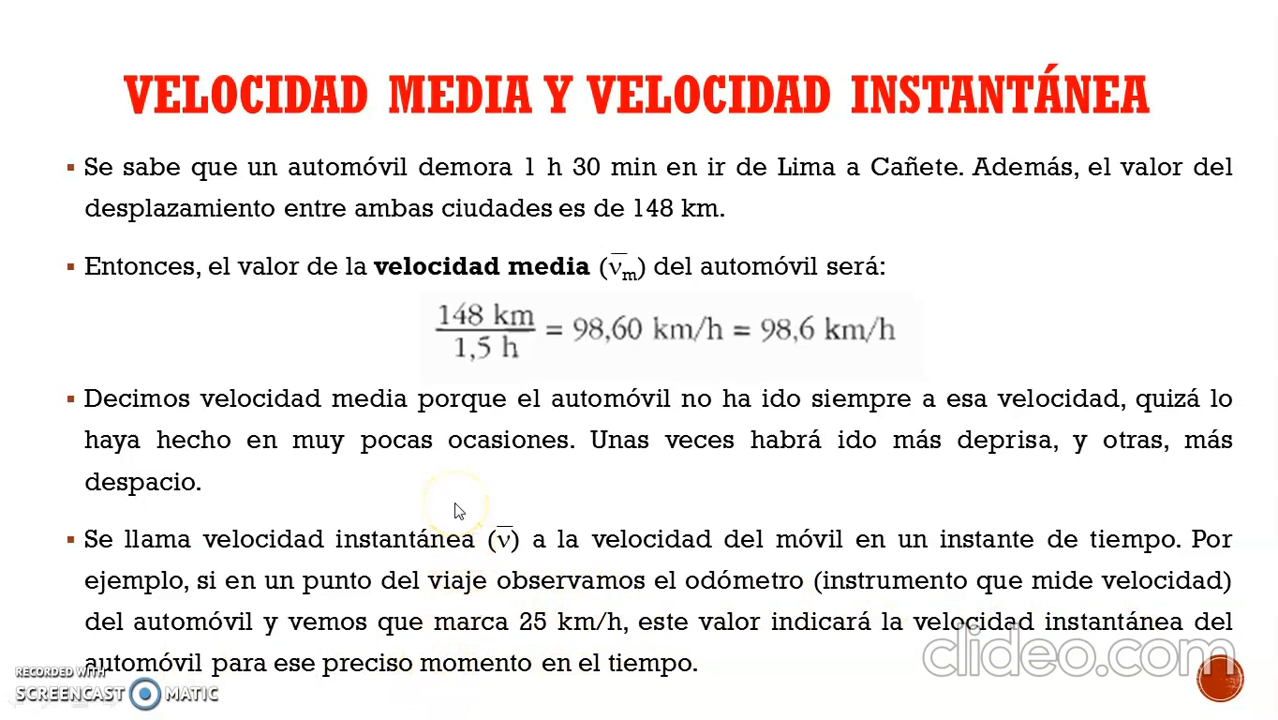 VELOCIDAD MEDIA Y VELOCIDAD INSTANTÁNEA
▪ Se sabe que un automóvil demora 1 h 30 min en ir de Lima a Cañete. Además, el valor del
desplazamiento entre ambas ciudades es de 148 km.
▪ Entonces, el valor de la velocidad media (v̅ₘ) del automóvil será:
148 km / 1,5 h = 98,60 km/h = 98,6 km/h
▪ Decimos velocidad media porque el automóvil no ha ido siempre a esa velocidad, quizá lo
haya hecho en muy pocas ocasiones. Unas veces habrá ido más deprisa, y otras, más
despacio.
▪ Se llama velocidad instantánea (v̅) a la velocidad del móvil en un instante de tiempo. Por
ejemplo, si en un punto del viaje observamos el odómetro (instrumento que mide velocidad)
del automóvil y vemos que marca 25 km/h, este valor indicará la velocidad instantánea del
automóvil para ese preciso momento en el tiempo.
clideo.com
RECORDED WITH
SCREENCAST MATIC